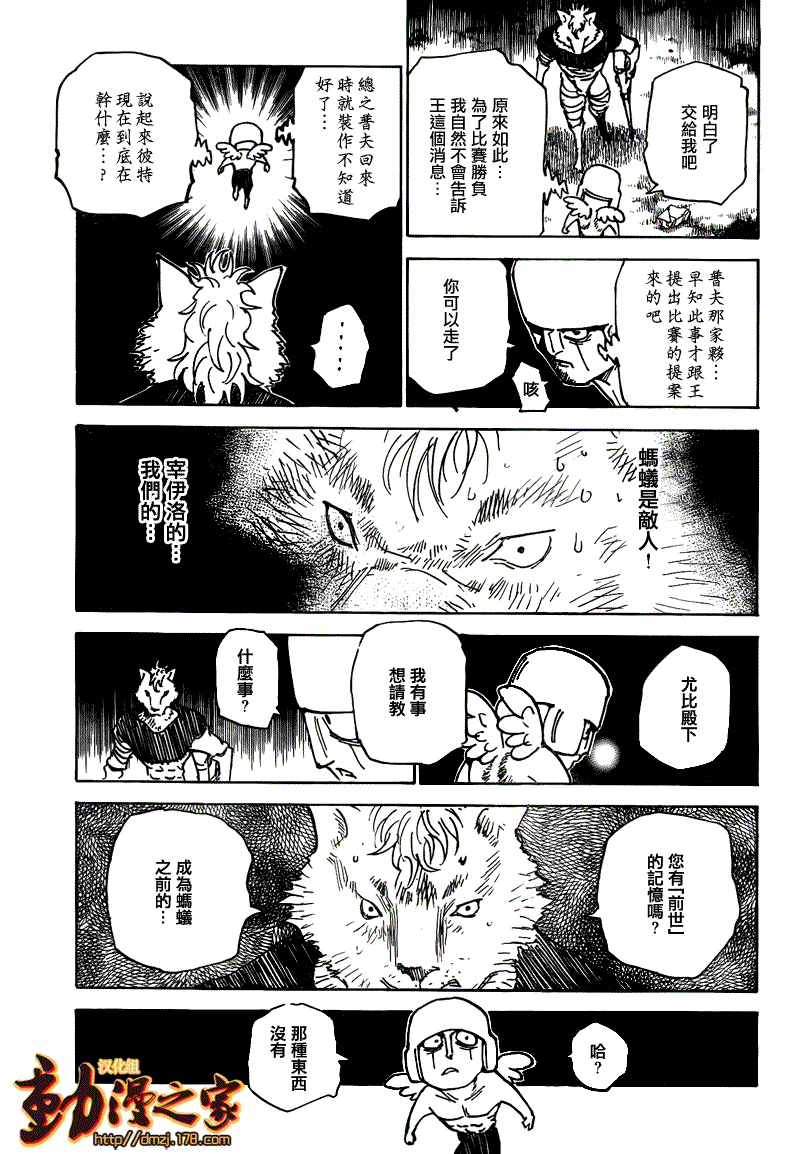 明白了
交給我吧
原來如此…
為了比賽勝負
我自然不會告訴
王這個消息…
普夫那家夥…
早知此事才跟王
提出比賽的提案
來的吧
咳
你可以走了
總之普夫回來
時就裝作不知道
好了…
說起來彼特
現在到底在
幹什麼…?
‥‥
螞蟻是敵人!
宰伊洛的…
我們的…
尤比殿下
我有事
想請教
什麼事?
您有「前世」
的記憶嗎?
成為螞蟻
之前的…
哈?
那種東西
沒有
汉化组
動漫之家
http://dmzj.178.com